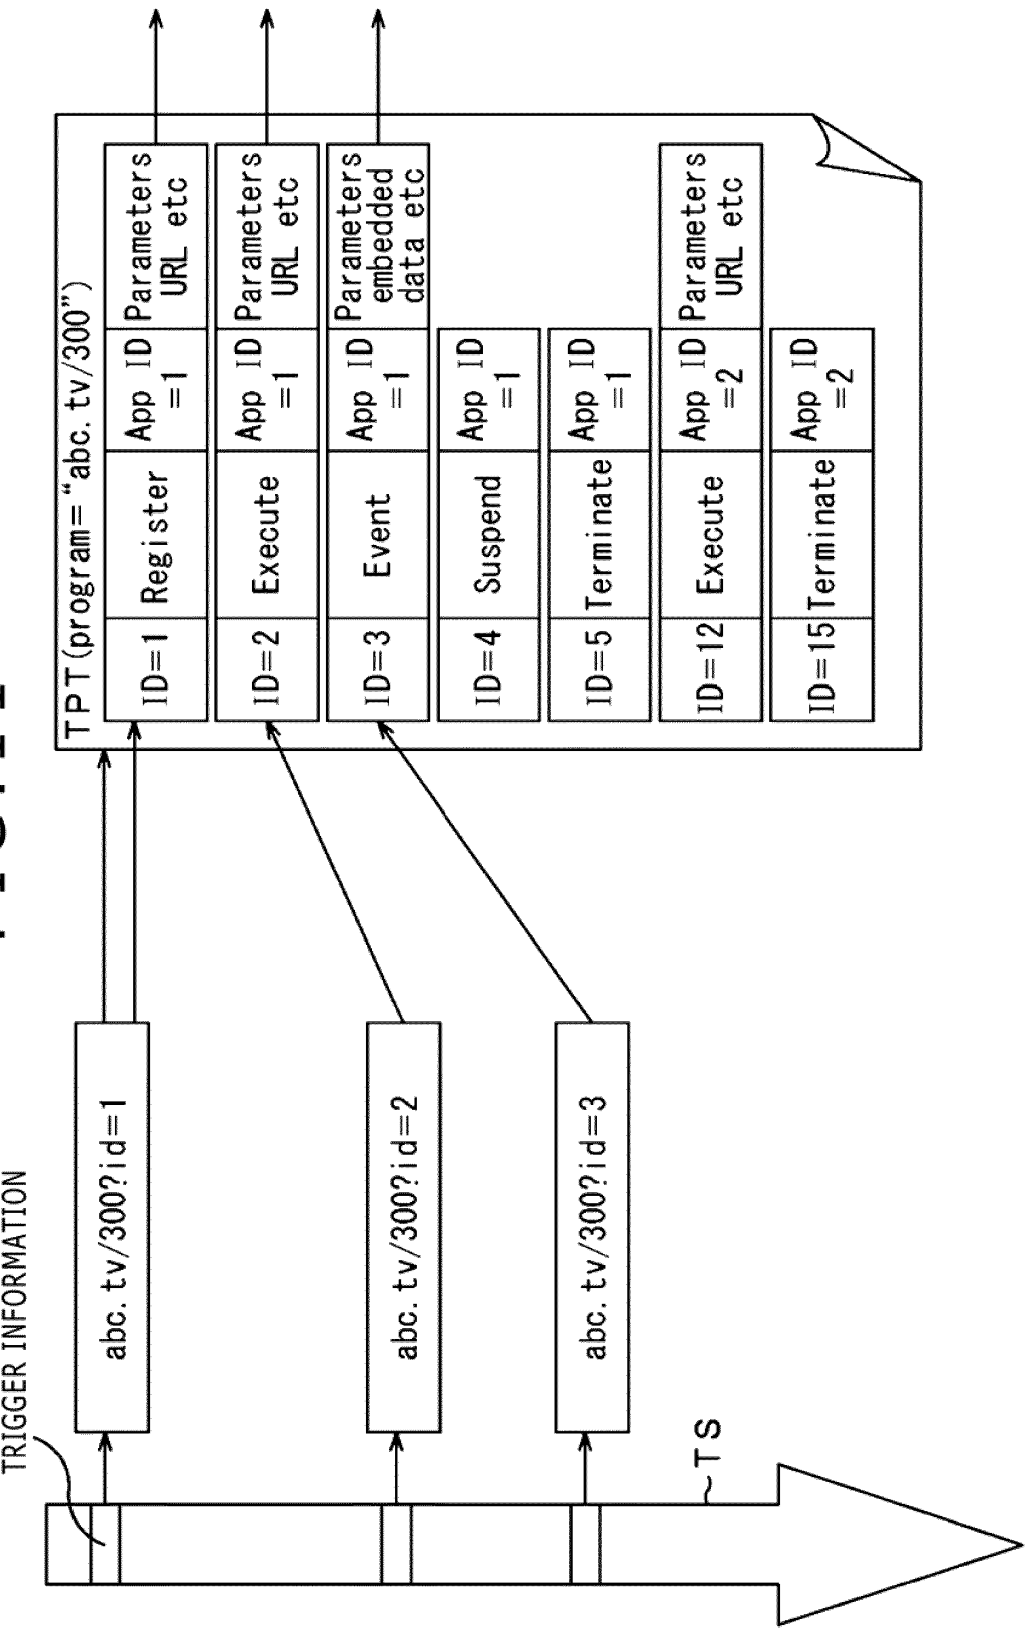 TRIGGER INFORMATION
abc.tv/300?id=1
abc.tv/300?id=2
abc.tv/300?id=3
TS
TPT(program="abc.tv/300")
ID=1
Register
App ID
=1
Parameters
URL etc
ID=2
Execute
App ID
=1
Parameters
URL etc
ID=3
Event
App ID
=1
Parameters
embedded
data etc
ID=4
Suspend
App ID
=1
ID=5
Terminate
App ID
=1
ID=12
Execute
App ID
=2
Parameters
URL etc
ID=15
Terminate
App ID
=2